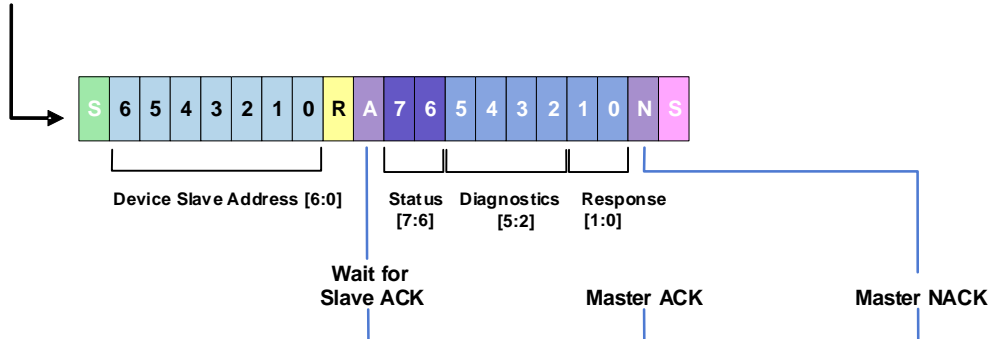 S 6 5 4 3 2 1 0 R A 7 6 5 4 3 2 1 0 N S
Device Slave Address [6:0]
Status
[7:6]
Diagnostics
[5:2]
Response
[1:0]
Wait for
Slave ACK
Master ACK
Master NACK